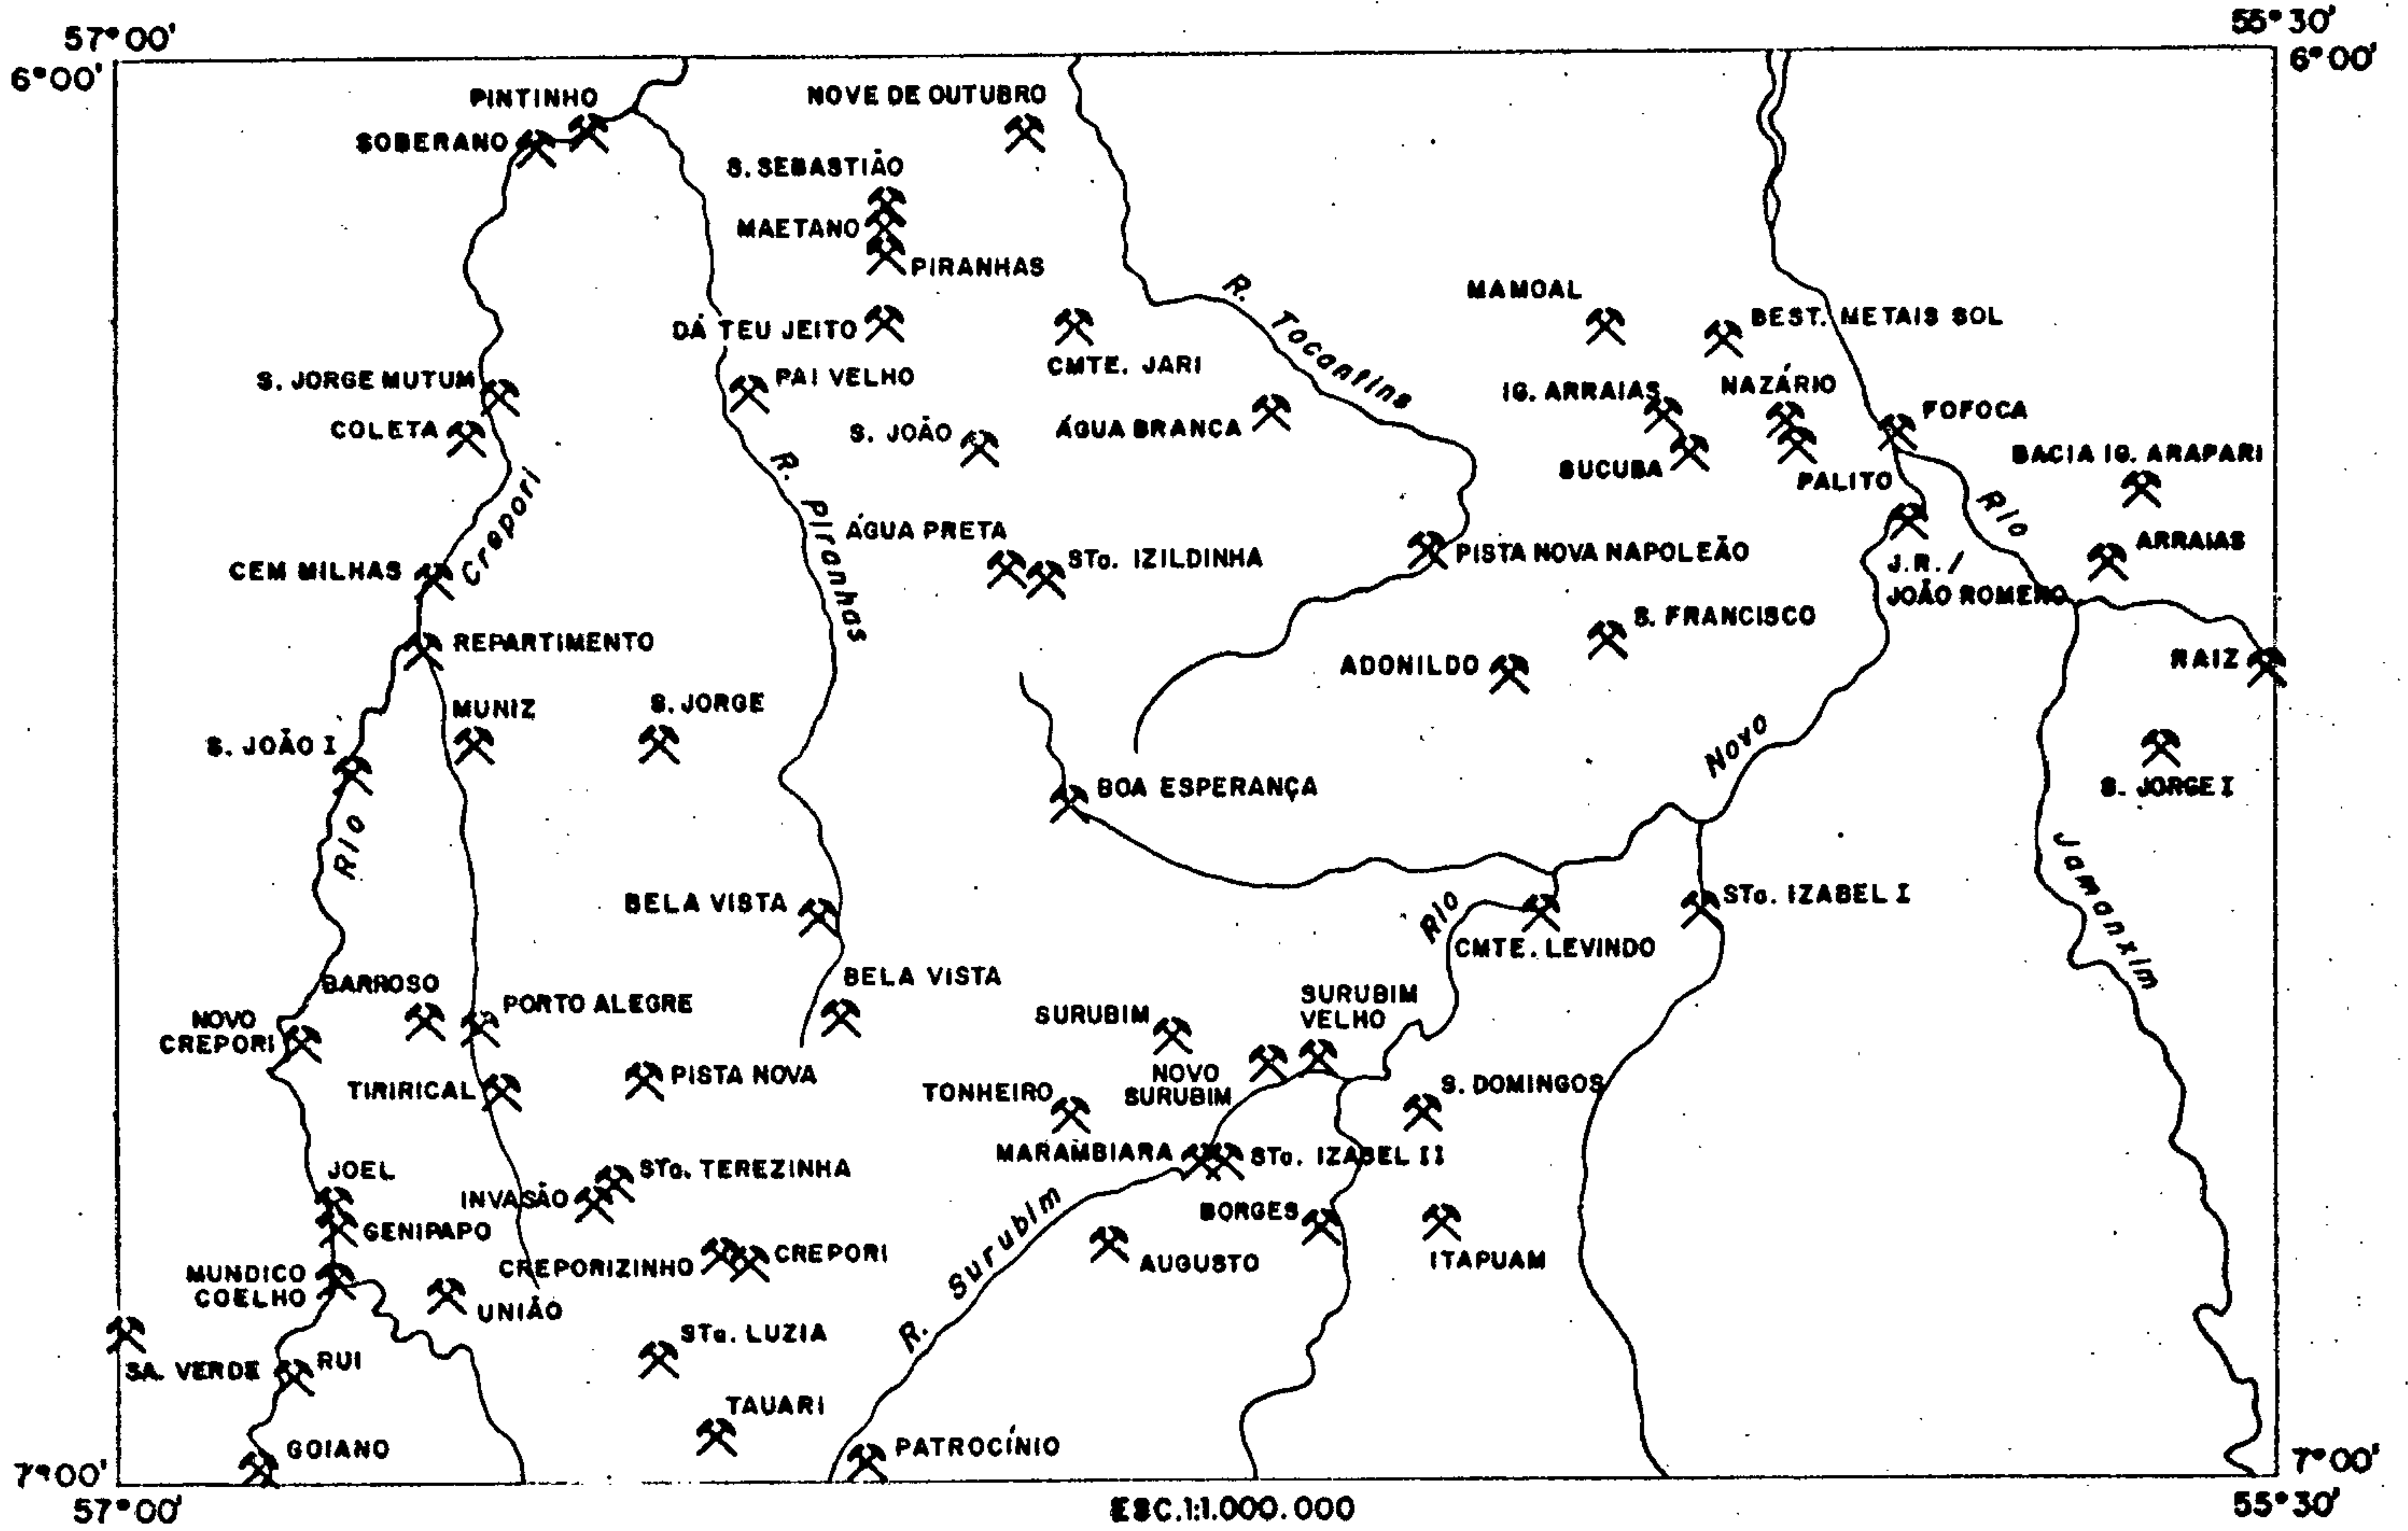 57°00'
55°30'
6°00'
6°00'
PINTINHO
NOVE DE OUTUBRO
SOBERANO
S. SEBASTIÃO
MAETANO
PIRANHAS
R. Tocantins
MAMOAL
BEST. METAIS SOL
DÁ TEU JEITO
CMTE. JARI
S. JORGE MUTUM
PAI VELHO
IG. ARRAIAS
NAZÁRIO
FOFOCA
COLETA
S. JOÃO
ÁGUA BRANCA
SUCUBA
PALITO
BACIA IG. ARAPARI
R. Piranhas
Rio
Crepori
ÁGUA PRETA
STa. IZILDINHA
PISTA NOVA NAPOLEÃO
ARRAIAS
CEM MILHAS
J.R./
JOÃO ROMERO
REPARTIMENTO
S. FRANCISCO
ADONILDO
RAIZ
MUNIZ
S. JORGE
S. JOÃO I
Novo
BOA ESPERANÇA
S. JORGE I
Rio
Jamanxim
BELA VISTA
Rio
STa. IZABEL I
CMTE. LEVINDO
BARROSO
BELA VISTA
PORTO ALEGRE
SURUBIM
SURUBIM
VELHO
NOVO
CREPORI
PISTA NOVA
NOVO
SURUBIM
TIRIRICAL
TONHEIRO
S. DOMINGOS
MARAMBIARA
STa. IZABEL II
JOEL
STa. TEREZINHA
INVASÃO
GENIPAPO
BORGES
R. Surubim
CREPORIZINHO
CREPORI
AUGUSTO
ITAPUAM
MUNDICO
COELHO
UNIÃO
STa. LUZIA
SA. VERDE
RUI
TAUARI
GOIANO
PATROCÍNIO
7°00'
7°00'
57°00'
ESC.1:1.000.000
55°30'